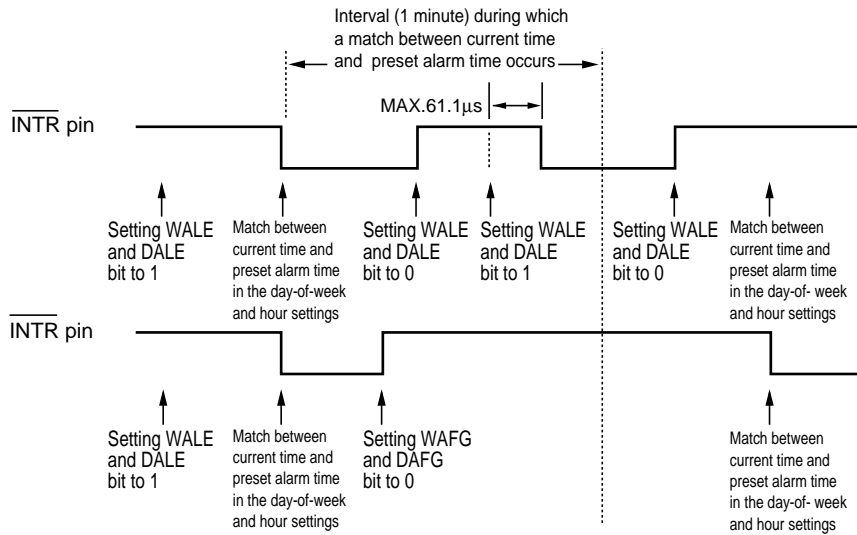 Interval (1 minute) during which
a match between current time
and preset alarm time occurs
MAX.61.1μs
INTR pin
Setting WALE
and DALE
bit to 1
Match between
current time and
preset alarm time
in the day-of-week
and hour settings
Setting WALE
and DALE
bit to 0
Setting WALE
and DALE
bit to 1
Setting WALE
and DALE
bit to 0
Match between
current time and
preset alarm time
in the day-of- week
and hour settings
INTR pin
Setting WALE
and DALE
bit to 1
Match between
current time and
preset alarm time
in the day-of-week
and hour settings
Setting WAFG
and DAFG
bit to 0
Match between
current time and
preset alarm time
in the day-of- week
and hour settings